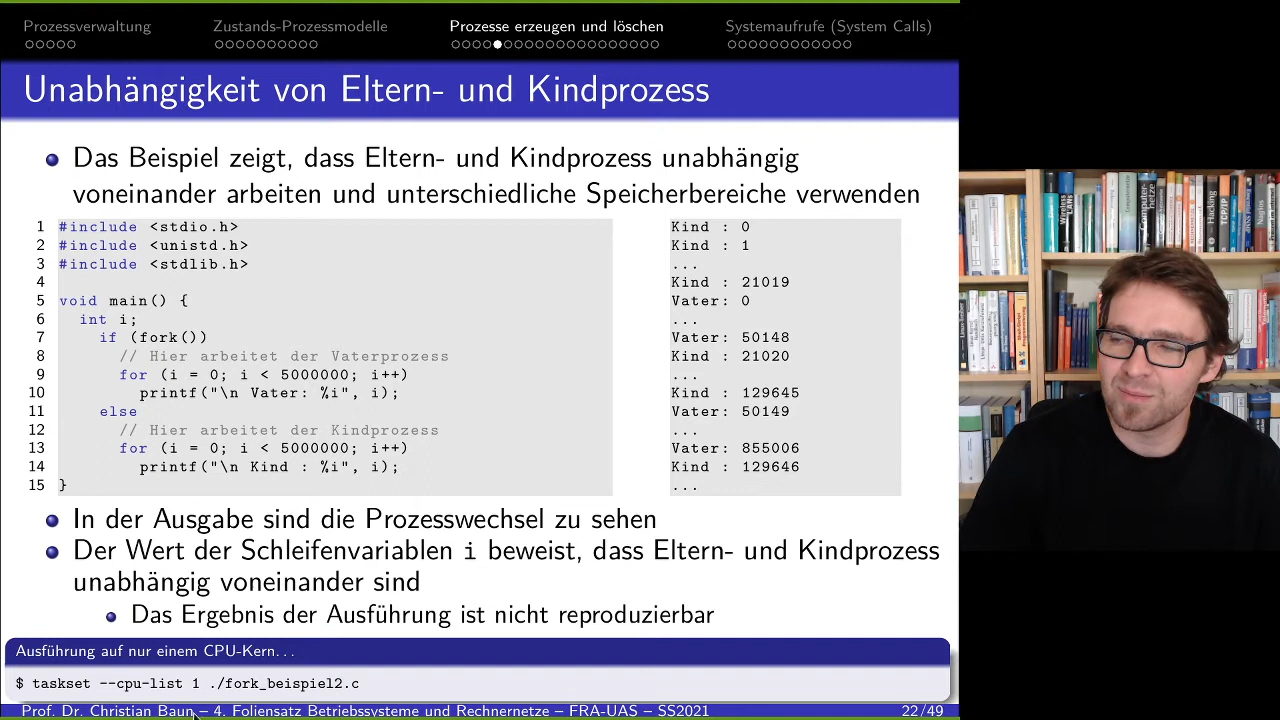 Prozessverwaltung Zustands-Prozessmodelle Prozesse erzeugen und löschen Systemaufrufe (System Calls)
Unabhängigkeit von Eltern- und Kindprozess
Das Beispiel zeigt, dass Eltern- und Kindprozess unabhängig
voneinander arbeiten und unterschiedliche Speicherbereiche verwenden
1 #include <stdio.h>
2 #include <unistd.h>
3 #include <stdlib.h>
4
5 void main() {
6 int i;
7 if (fork())
8 // Hier arbeitet der Vaterprozess
9 for (i = 0; i < 5000000; i++)
10 printf("\n Vater: %i", i);
11 else
12 // Hier arbeitet der Kindprozess
13 for (i = 0; i < 5000000; i++)
14 printf("\n Kind : %i", i);
15 }
Kind : 0
Kind : 1
...
Kind : 21019
Vater: 0
...
Vater: 50148
Kind : 21020
...
Kind : 129645
Vater: 50149
...
Vater: 855006
Kind : 129646
...
In der Ausgabe sind die Prozesswechsel zu sehen
Der Wert der Schleifenvariablen i beweist, dass Eltern- und Kindprozess
unabhängig voneinander sind
Das Ergebnis der Ausführung ist nicht reproduzierbar
Ausführung auf nur einem CPU-Kern...
$ taskset --cpu-list 1 ./fork_beispiel2.c
Prof. Dr. Christian Baun – 4. Foliensatz Betriebssysteme und Rechnernetze – FRA-UAS – SS2021 22/49
Wireless LANs
Computernetze
Hacking
TCP/IP
Nagios